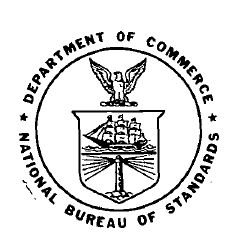 DEPARTMENT OF COMMERCE
NATIONAL BUREAU OF STANDARDS